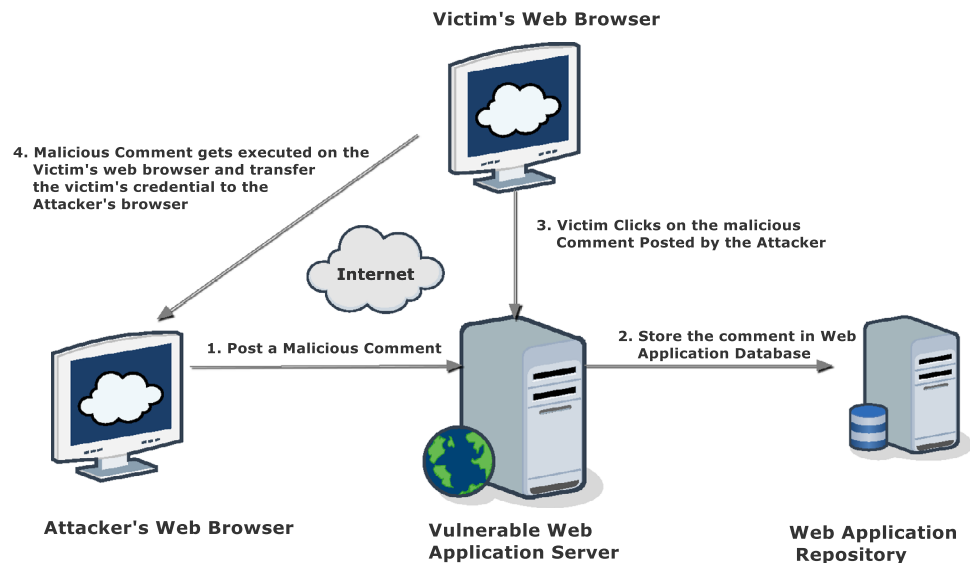 Victim's Web Browser
4. Malicious Comment gets executed on the
Victim's web browser and transfer
the victim's credential to the
Attacker's browser
3. Victim Clicks on the malicious
Comment Posted by the Attacker
Internet
1. Post a Malicious Comment
2. Store the comment in Web
Application Database
Attacker's Web Browser
Vulnerable Web
Application Server
Web Application
Repository